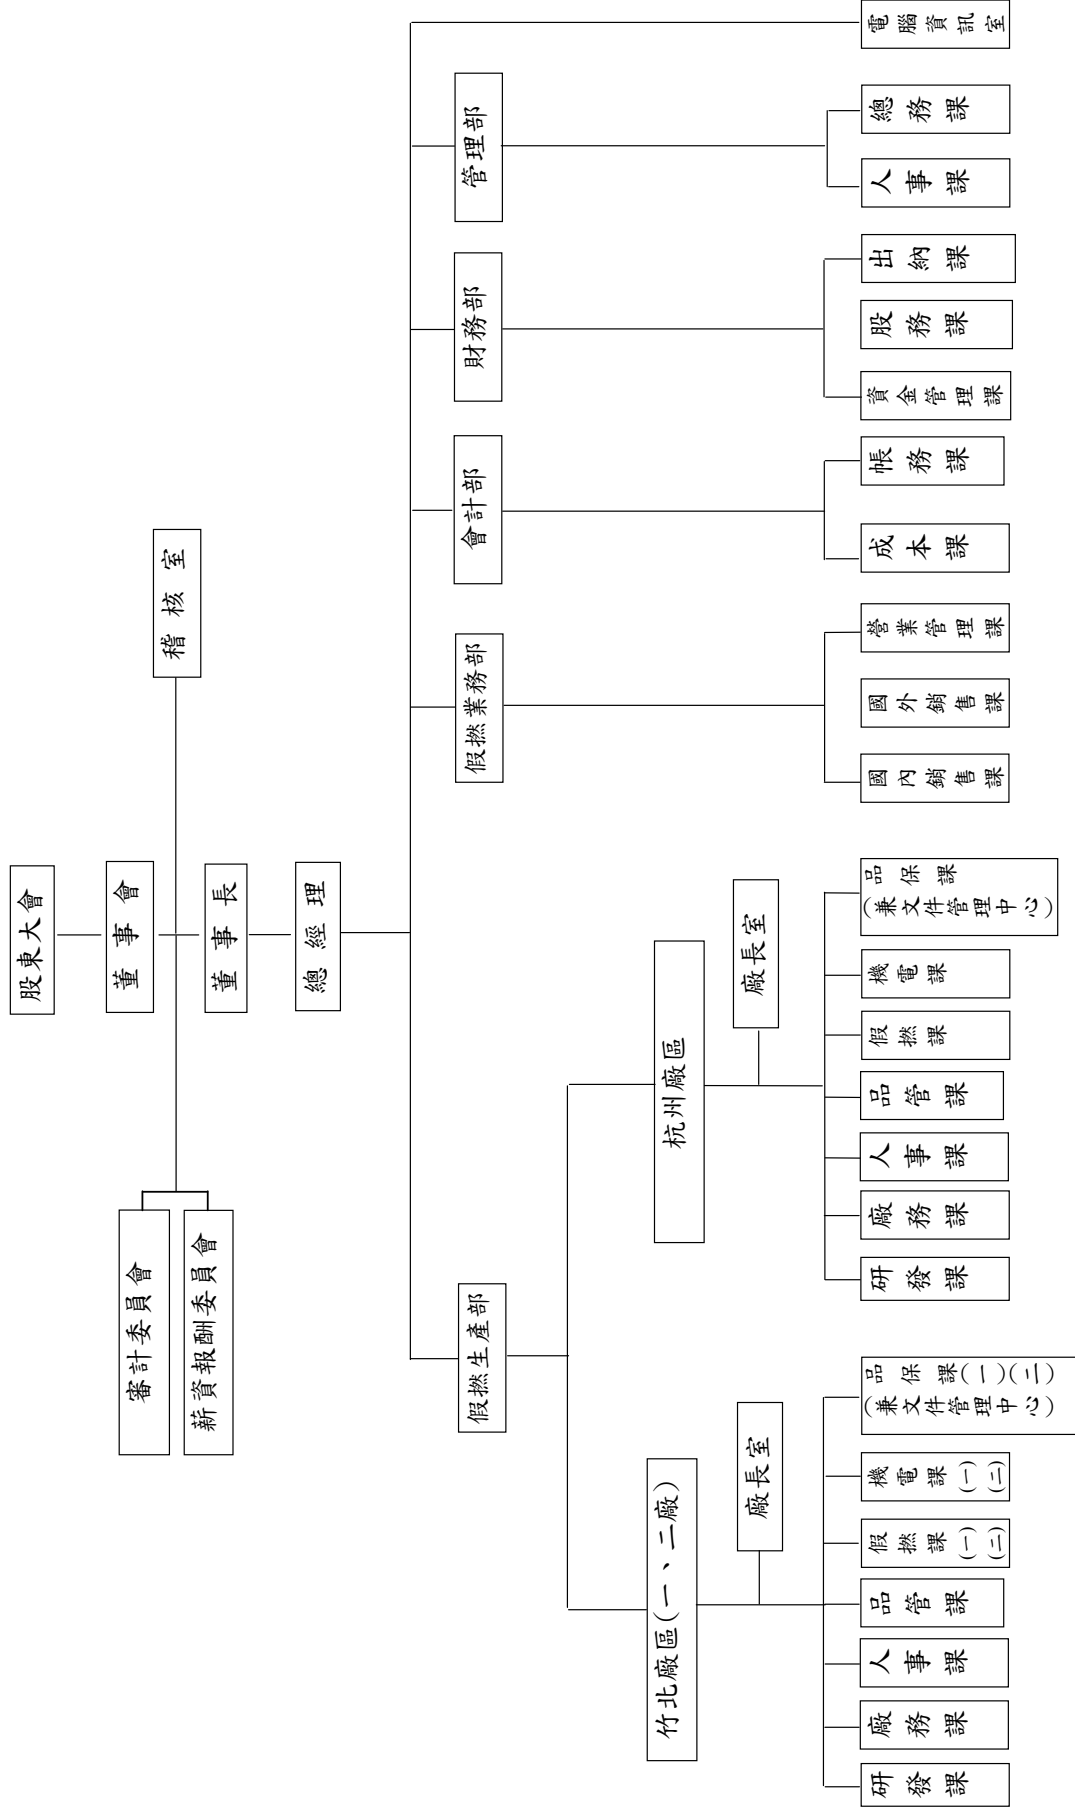 股東大會
董事會
稽核室
審計委員會
薪資報酬委員會
董事長
總經理
假撚生產部
假撚業務部
會計部
財務部
管理部
竹北廠區(一、二廠)
杭州廠區
廠長室
廠長室
研發課
廠務課
人事課
品管課
假撚課(一)(二)
機電課(一)(二)
品保課(一)(二)
(兼文件管理中心)
研發課
廠務課
人事課
品管課
假撚課
機電課
品保課
(兼文件管理中心)
國內銷售課
國外銷售課
營業管理課
成本課
帳務課
資金管理課
股務課
出納課
人事課
總務課
電腦資訊室